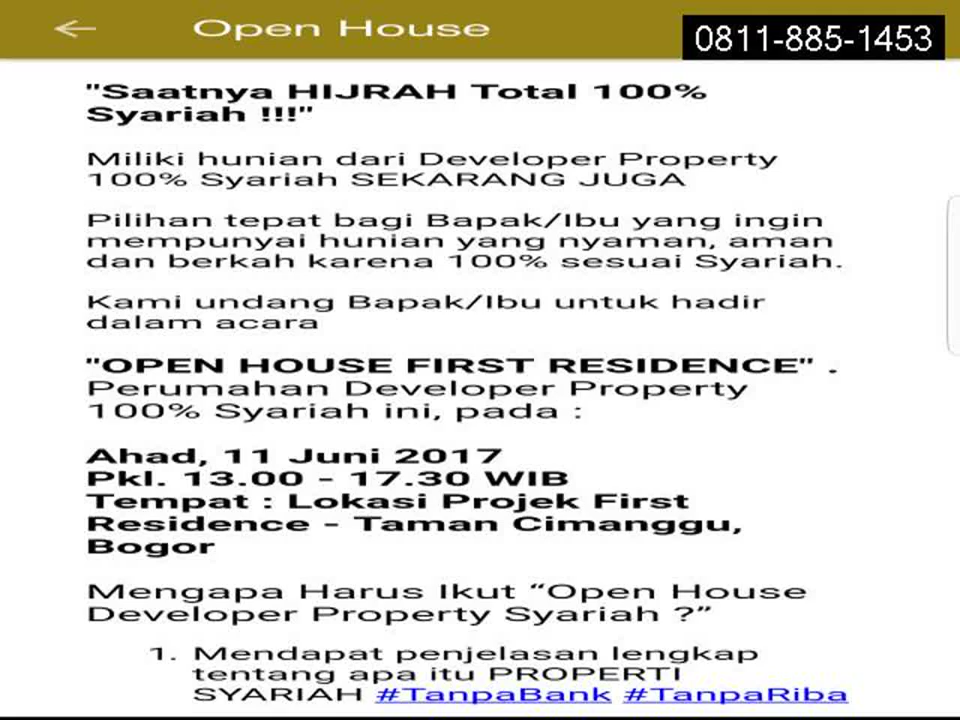 Open House
0811-885-1453
"Saatnya HIJRAH Total 100%
Syariah !!!"
Miliki hunian dari Developer Property
100% Syariah SEKARANG JUGA
Pilihan tepat bagi Bapak/Ibu yang ingin
mempunyai hunian yang nyaman, aman
dan berkah karena 100% sesuai Syariah.
Kami undang Bapak/Ibu untuk hadir
dalam acara
"OPEN HOUSE FIRST RESIDENCE" .
Perumahan Developer Property
100% Syariah ini, pada :
Ahad, 11 Juni 2017
Pkl. 13.00 - 17.30 WIB
Tempat : Lokasi Projek First
Residence - Taman Cimanggu,
Bogor
Mengapa Harus Ikut “Open House
Developer Property Syariah ?”
1. Mendapat penjelasan lengkap
tentang apa itu PROPERTI
SYARIAH #TanpaBank #TanpaRiba